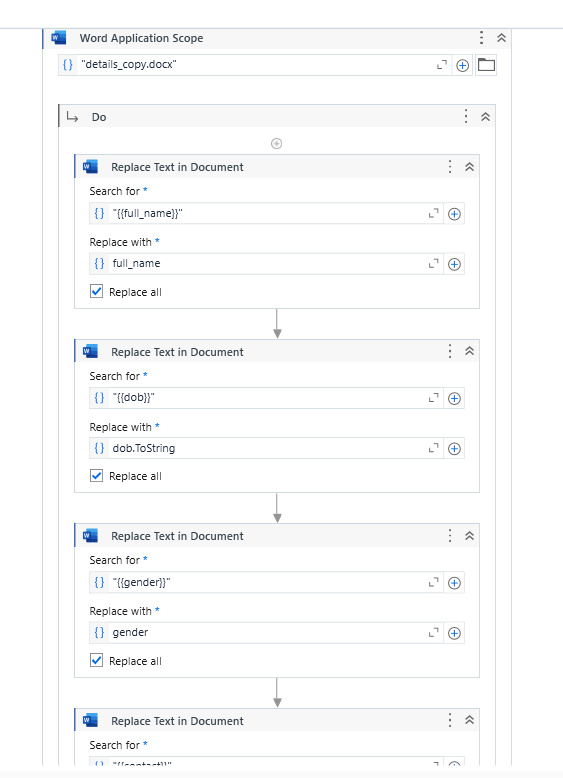 Word Application Scope
{} "details_copy.docx"
Do
Replace Text in Document
Search for *
{} "{{full_name}}"
Replace with *
{} full_name
Replace all
Replace Text in Document
Search for *
{} "{{dob}}"
Replace with *
{} dob.ToString
Replace all
Replace Text in Document
Search for *
{} "{{gender}}"
Replace with *
{} gender
Replace all
Replace Text in Document
Search for *
{} "{{contact}}"